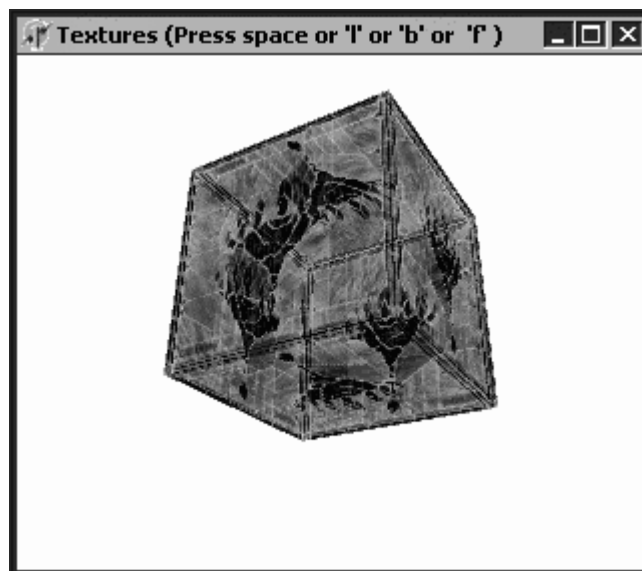 Textures (Press space or 'l' or 'b' or  'f' )